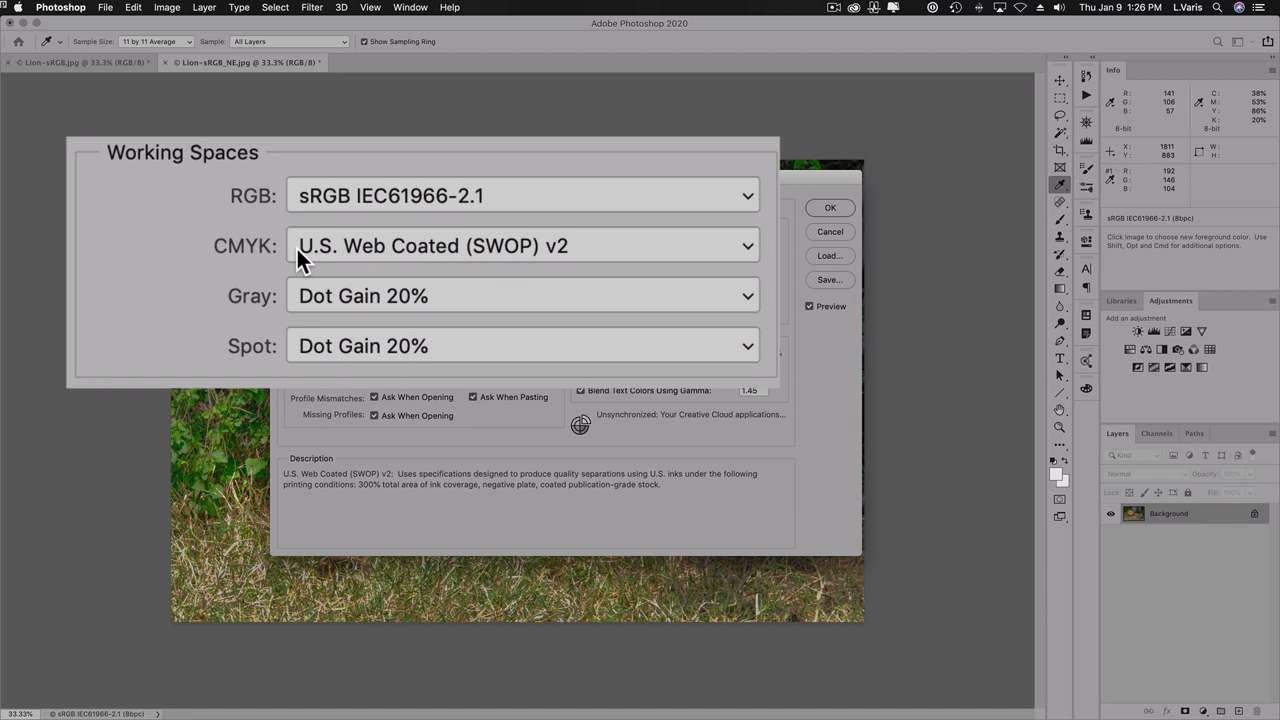 Photoshop File Edit Image Layer Type Select Filter 3D View Window Help Thu Jan 9 1:26 PM L.Varis
Adobe Photoshop 2020
Sample Size: 11 by 11 Average Sample: All Layers Show Sampling Ring
× © Lion-sRGB.jpg @ 33.3% (RGB/8) * × © Lion-sRGB_NE.jpg @ 33.3% (RGB/8) *
Info
R: 141 C: 38%
G: 106 M: 53%
B: 57 Y: 86%
K: 20%
8-bit 8-bit
X: 1811 W:
Y: 883 H:
#1 R: 192
G: 146
B: 104
sRGB IEC61966-2.1 (8bpc)
Click image to choose new foreground color. Use
Shift, Opt and Cmd for additional options.
Working Spaces
RGB: sRGB IEC61966-2.1
CMYK: U.S. Web Coated (SWOP) v2
Gray: Dot Gain 20%
Spot: Dot Gain 20%
OK
Cancel
Load...
Save...
Preview
Profile Mismatches: Ask When Opening Ask When Pasting
Missing Profiles: Ask When Opening
Blend Text Colors Using Gamma: 1.45
Unsynchronized: Your Creative Cloud applications...
Description
U.S. Web Coated (SWOP) v2: Uses specifications designed to produce quality separations using U.S. inks under the following
printing conditions: 300% total area of ink coverage, negative plate, coated publication-grade stock.
Libraries Adjustments
Add an adjustment
Layers Channels Paths
Kind
Normal Opacity: 100%
Lock: Fill: 100%
Background
33.33% © sRGB IEC61966-2.1 (8bpc)